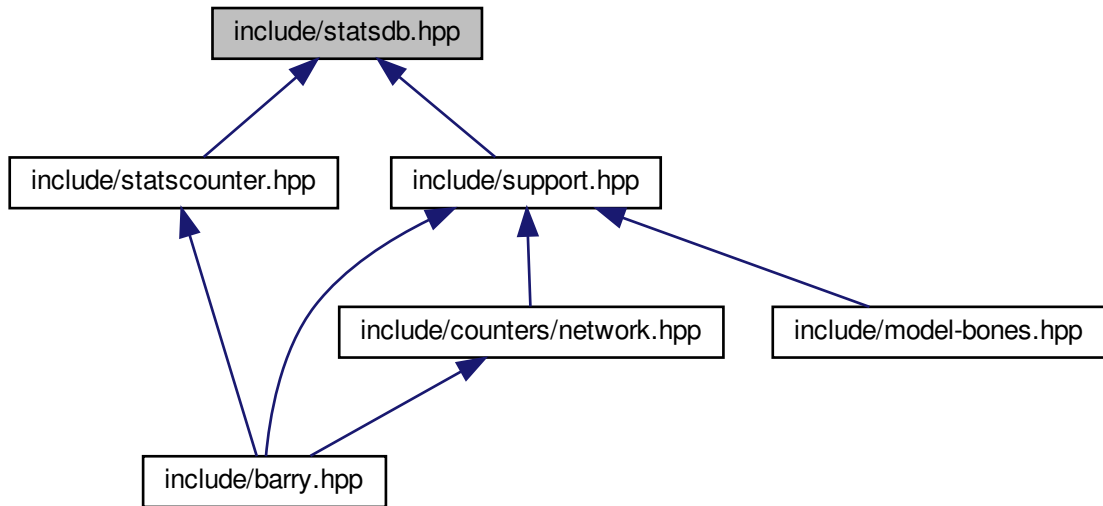 include/statsdb.hpp
include/statscounter.hpp
include/support.hpp
include/counters/network.hpp
include/model-bones.hpp
include/barry.hpp